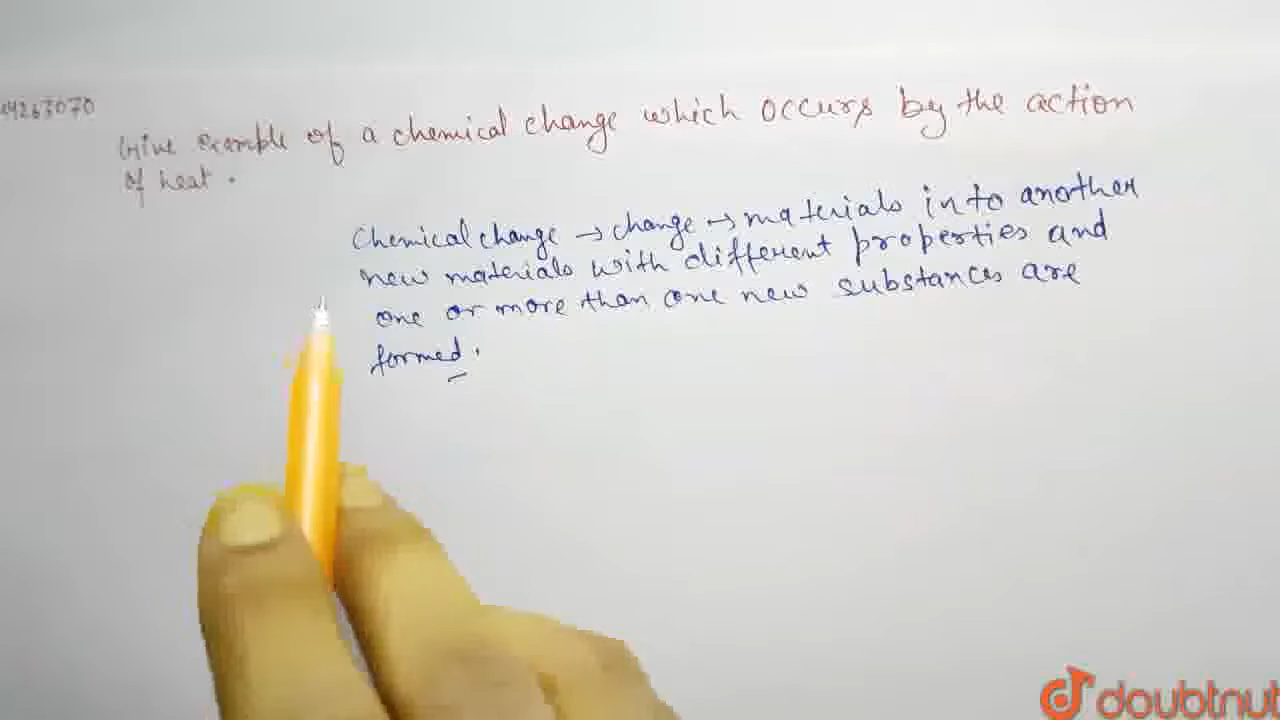 Give example of a chemical change which occurs by the action
of heat.
Chemical change → change → materials into another
new materials with different properties and
one or more than one new substances are
formed.
doubtnut